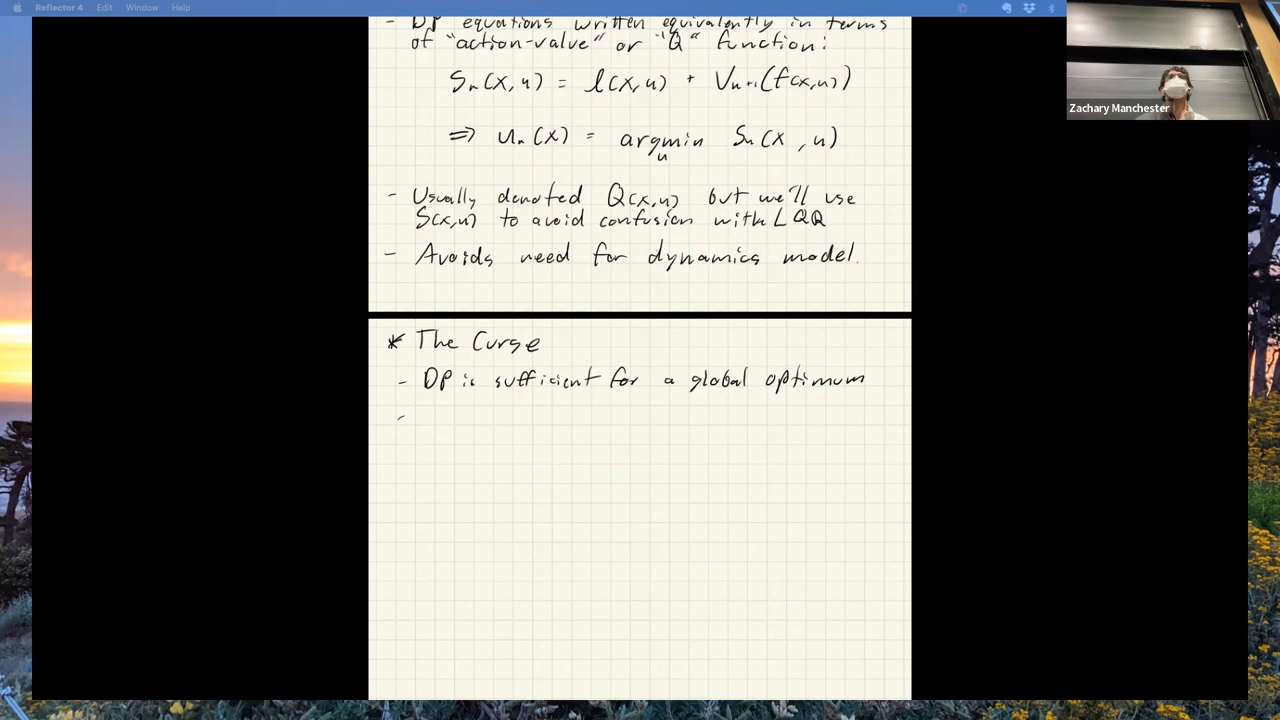 Reflector 4 Edit Window Help
- DP equations written equivalently in terms
of "action-value" or "Q" function:
Sₙ(x,u) = l(x,u) + Vₙ₊₁(f(x,u))
⇒ uₙ(x) = argmin Sₙ(x,u)
u
- Usually denoted Q(x,u) but we'll use
S(x,u) to avoid confusion with LQR
- Avoids need for dynamics model.
* The Curse
- DP is sufficient for a global optimum
-
Zachary Manchester